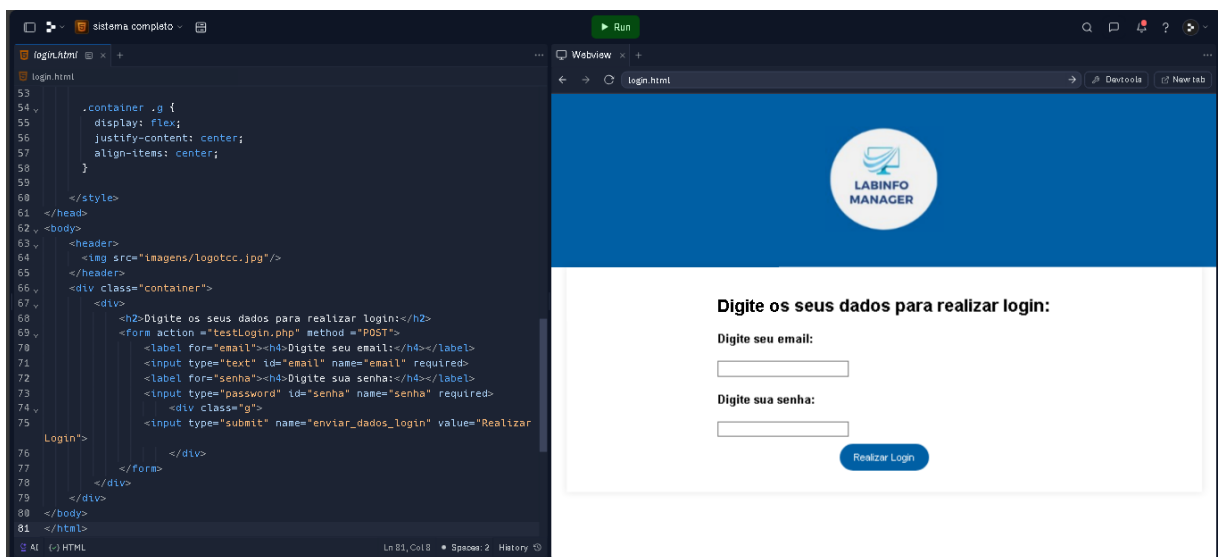 sistema completo
Run
login.html
Webview
login.html
login.html
Devtools
New tab
53
54 .container .g {
55 display: flex;
56 justify-content: center;
57 align-items: center;
58 }
59
60 </style>
61 </head>
62 <body>
63 <header>
64 <img src="imagens/logotcc.jpg"/>
65 </header>
66 <div class="container">
67 <div>
68 <h2>Digite os seus dados para realizar login:</h2>
69 <form action ="testLogin.php" method ="POST">
70 <label for="email"><h4>Digite seu email:</h4></label>
71 <input type="text" id="email" name="email" required>
72 <label for="senha"><h4>Digite sua senha:</h4></label>
73 <input type="password" id="senha" name="senha" required>
74 <div class="g">
75 <input type="submit" name="enviar_dados_login" value="Realizar
Login">
76 </div>
77 </form>
78 </div>
79 </div>
80 </body>
81 </html>
AI {-/} HTML
Ln 81, Col 8 • Spaces: 2 History
LABINFO
MANAGER
Digite os seus dados para realizar login:
Digite seu email:
Digite sua senha:
Realizar Login